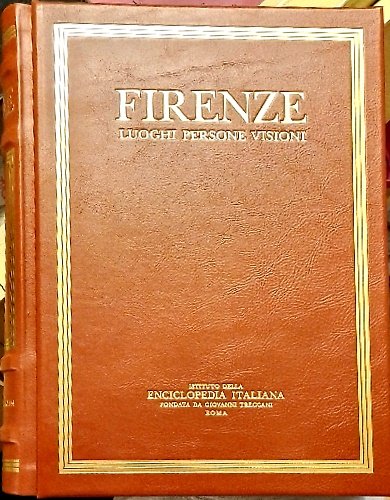 FIRENZE
LUOGHI PERSONE VISIONI
ISTITUTO DELLA
ENCICLOPEDIA ITALIANA
FONDATA DA GIOVANNI TRECCANI
ROMA